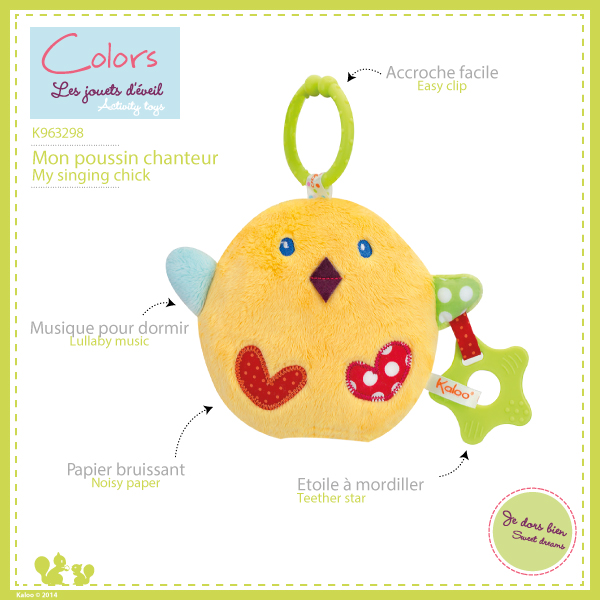 Colors
Les jouets d'éveil
Activity toys
K963298
Mon poussin chanteur
My singing chick
Accroche facile
Easy clip
Musique pour dormir
Lullaby music
Kaloo
Papier bruissant
Noisy paper
Etoile à mordiller
Teether star
Je dors bien
Sweet dreams
Kaloo © 2014